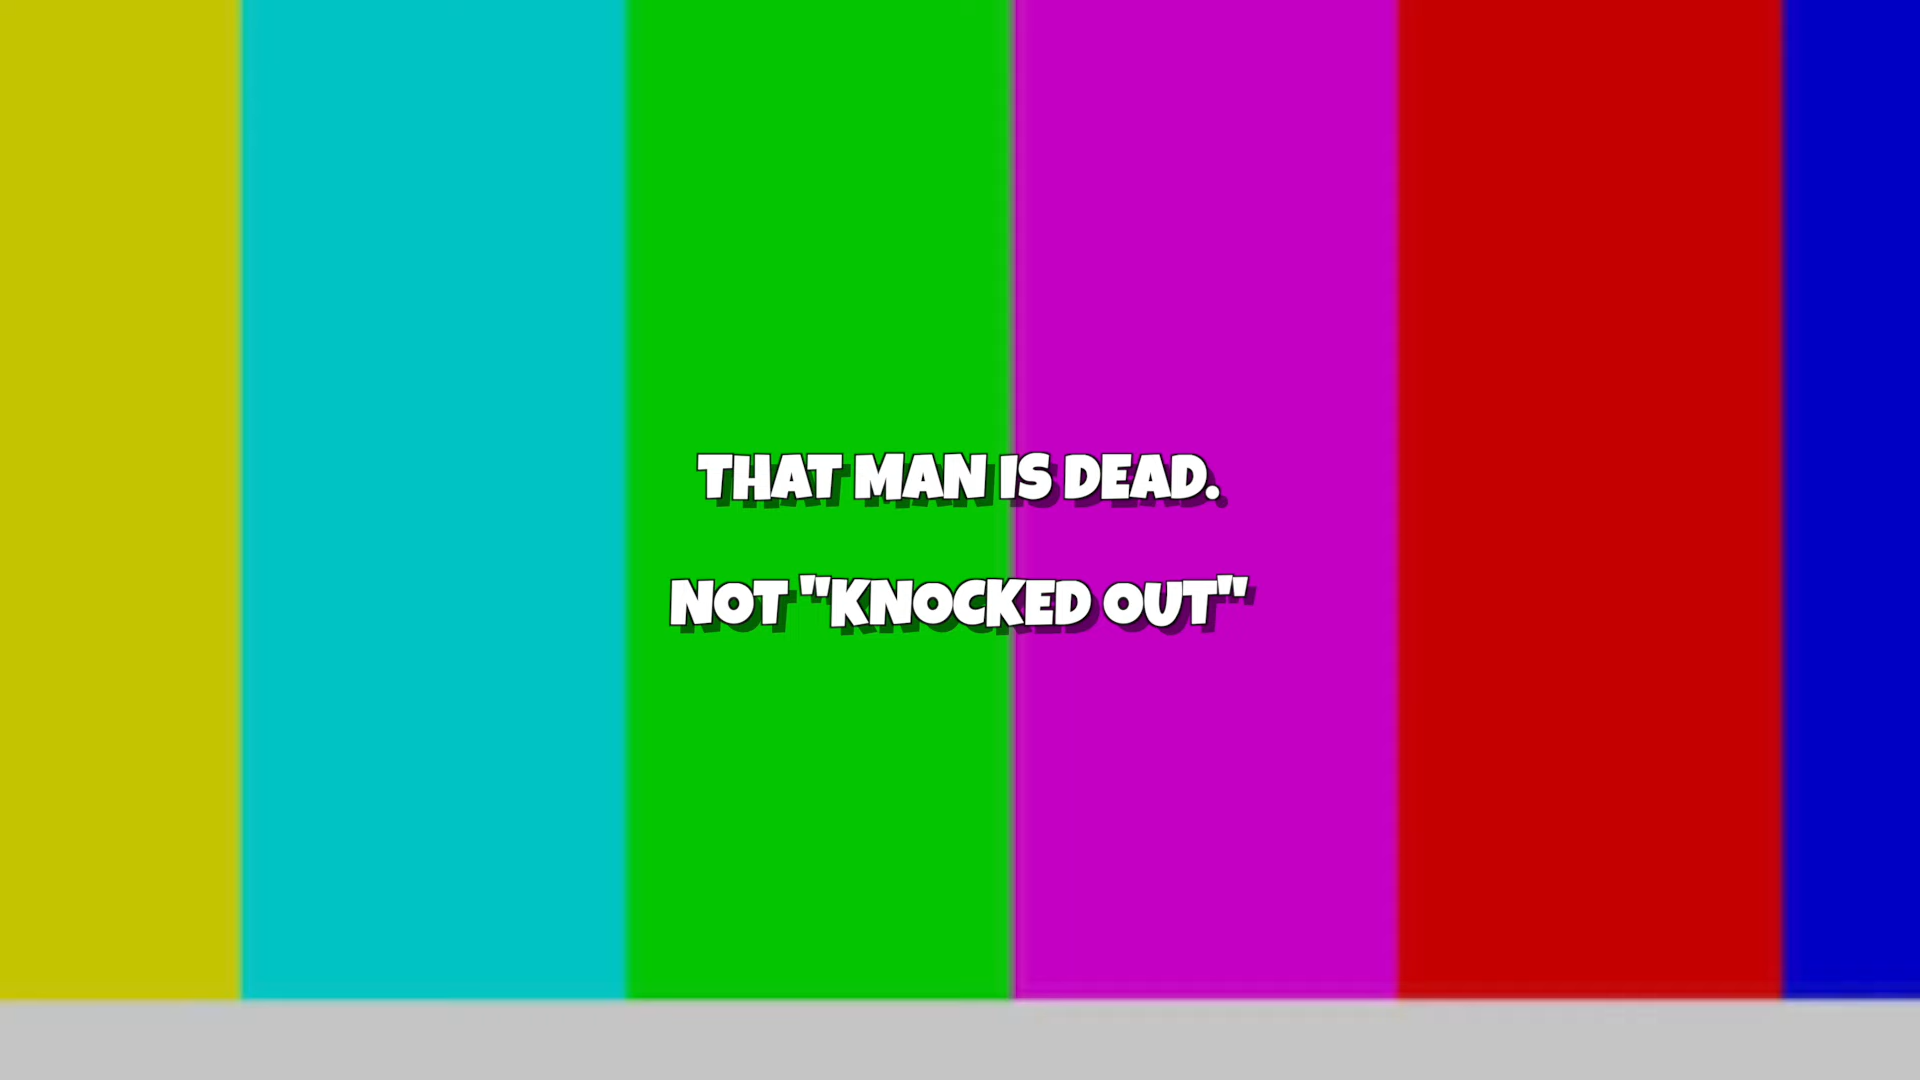 THAT MAN IS DEAD.
NOT "KNOCKED OUT"